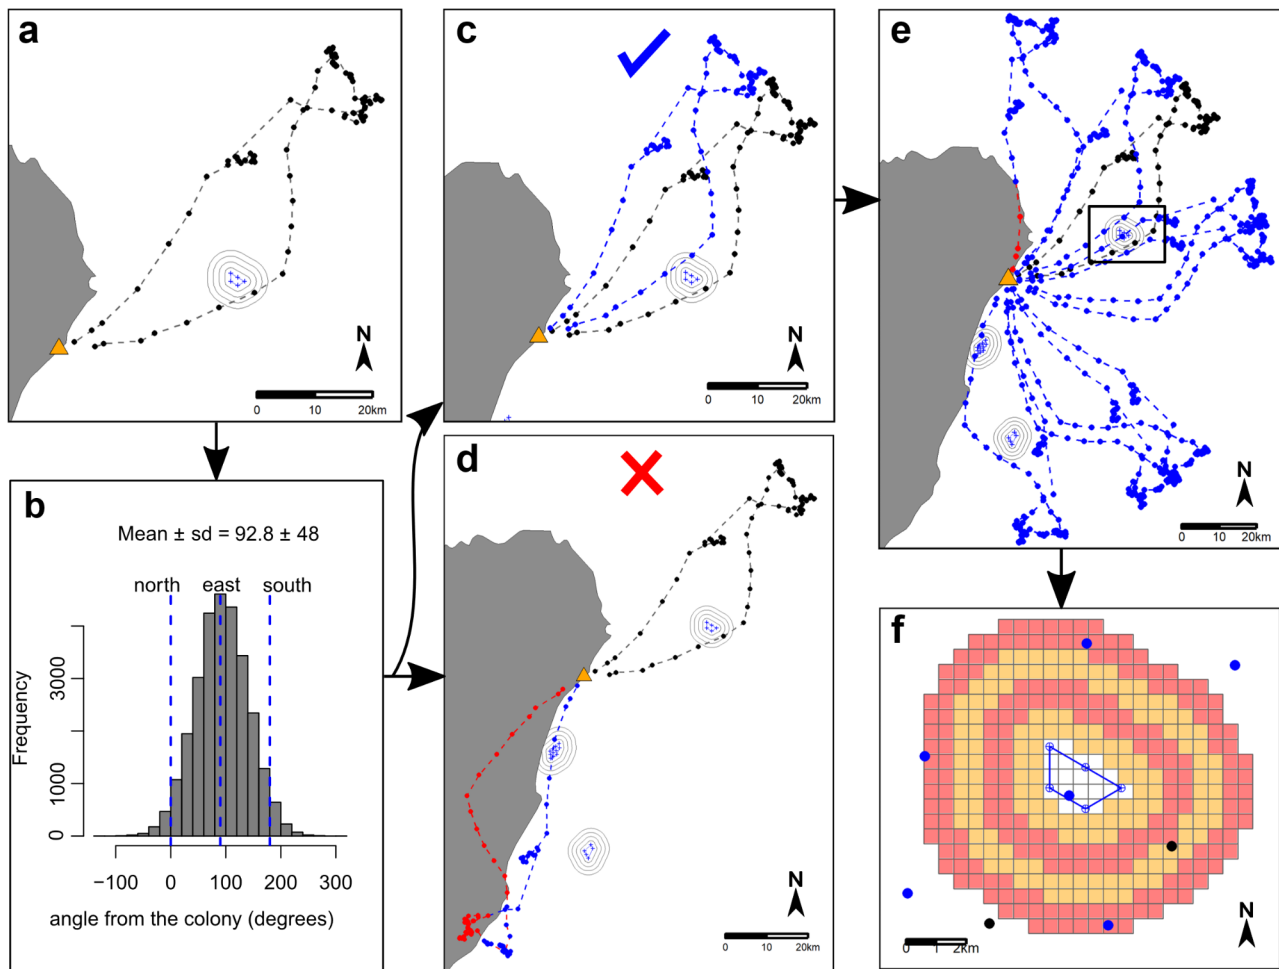 a
N
0 10 20km
b
Mean ± sd = 92.8 ± 48
north east south
Frequency
0 1000 3000
−100 0 100 200 300
angle from the colony (degrees)
c
N
0 10 20km
d
N
0 10 20km
e
N
0 10 20km
f
N
0 1 2km